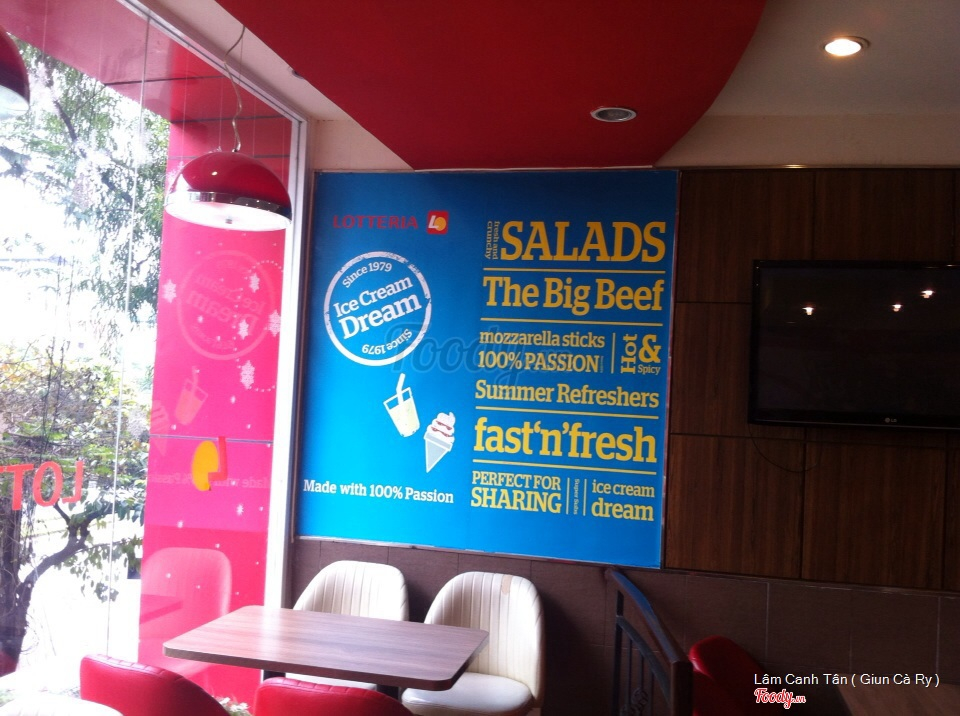 LOTTERIA
Since 1979
Ice Cream
Dream
Since 1979
Made with 100% Passion
fresh and
crunchy
SALADS
The Big Beef
mozzarella sticks
100% PASSION
Hot
&
Spicy
Summer Refreshers
fast'n'fresh
PERFECT FOR
SHARING
ice cream
dream
LOT
Foody
Lâm Canh Tân ( Giun Cà Ry )
Foody.vn